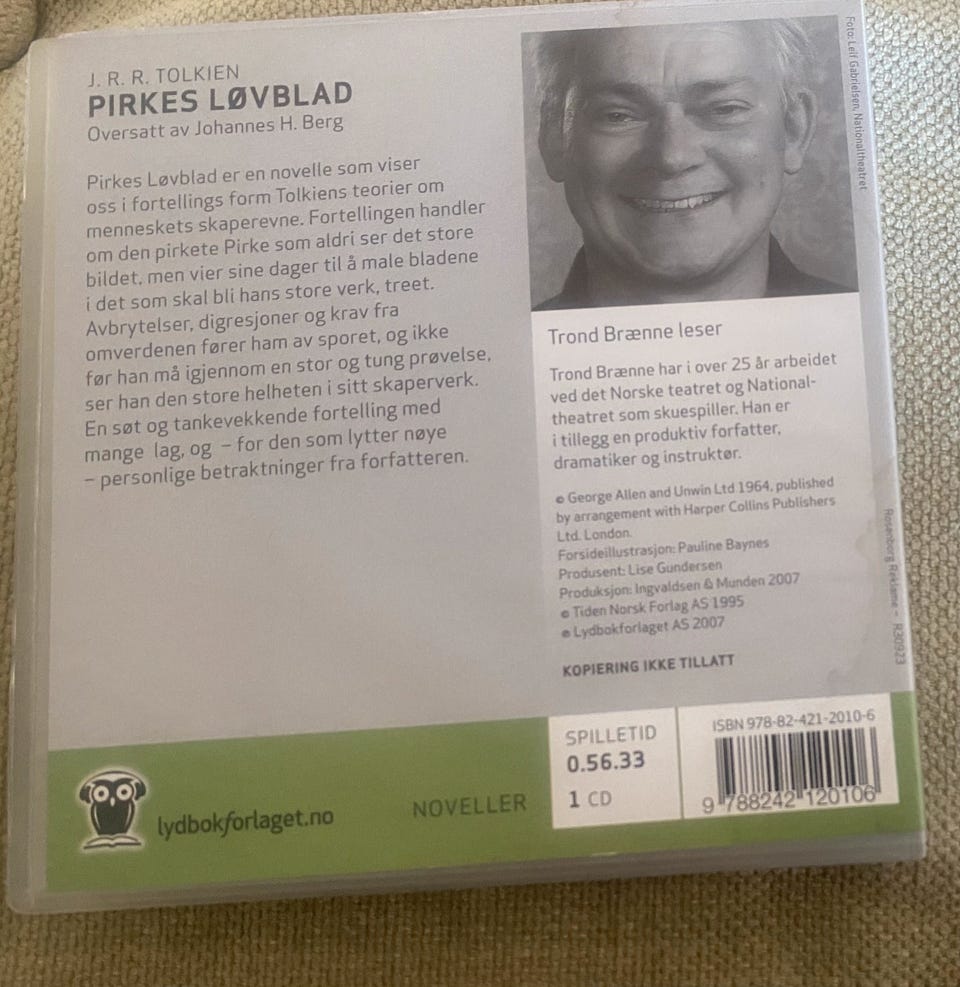 J. R. R. TOLKIEN
PIRKES LØVBLAD
Oversatt av Johannes H. Berg
Pirkes Løvblad er en novelle som viser
oss i fortellings form Tolkiens teorier om
menneskets skaperevne. Fortellingen handler
om den pirkete Pirke som aldri ser det store
bildet, men vier sine dager til å male bladene
i det som skal bli hans store verk, treet.
Avbrytelser, digresjoner og krav fra
omverdenen fører ham av sporet, og ikke
før han må igjennom en stor og tung prøvelse,
ser han den store helheten i sitt skaperverk.
En søt og tankevekkende fortelling med
mange lag, og – for den som lytter nøye
– personlige betraktninger fra forfatteren.
Foto: Leif Gabrielsen, Nationaltheatret
Trond Brænne leser
Trond Brænne har i over 25 år arbeidet
ved det Norske teatret og National-
theatret som skuespiller. Han er
i tillegg en produktiv forfatter,
dramatiker og instruktør.
© George Allen and Unwin Ltd 1964, published
by arrangement with Harper Collins Publishers
Ltd. London.
Forsideillustrasjon: Pauline Baynes
Produsent: Lise Gundersen
Produksjon: Ingvaldsen & Munden 2007
© Tiden Norsk Forlag AS 1995
℗ Lydbokforlaget AS 2007
KOPIERING IKKE TILLATT
Rosenborg Reklame – R30923
lydbokforlaget.no
NOVELLER
SPILLETID
0.56.33
1 CD
ISBN 978-82-421-2010-6
9 788242 120106